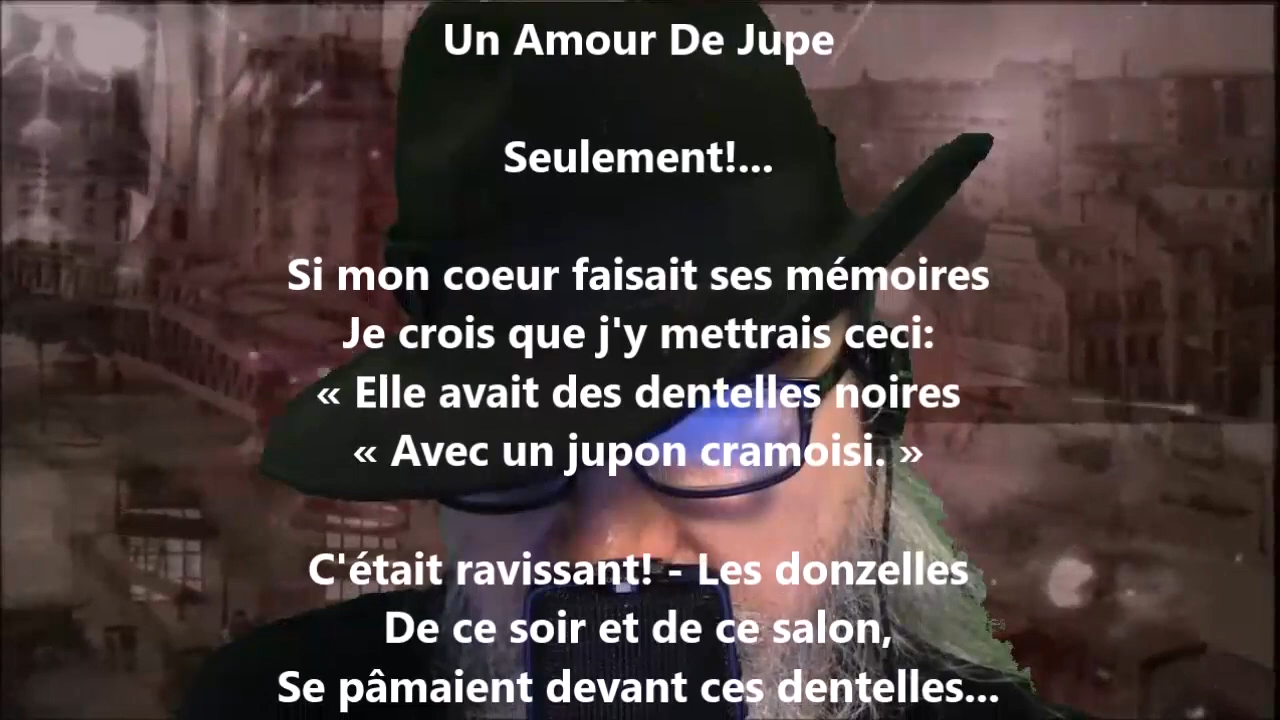 Un Amour De Jupe
Seulement!...
Si mon coeur faisait ses mémoires
Je crois que j'y mettrais ceci:
« Elle avait des dentelles noires
« Avec un jupon cramoisi. »
C'était ravissant! - Les donzelles
De ce soir et de ce salon,
Se pâmaient devant ces dentelles...